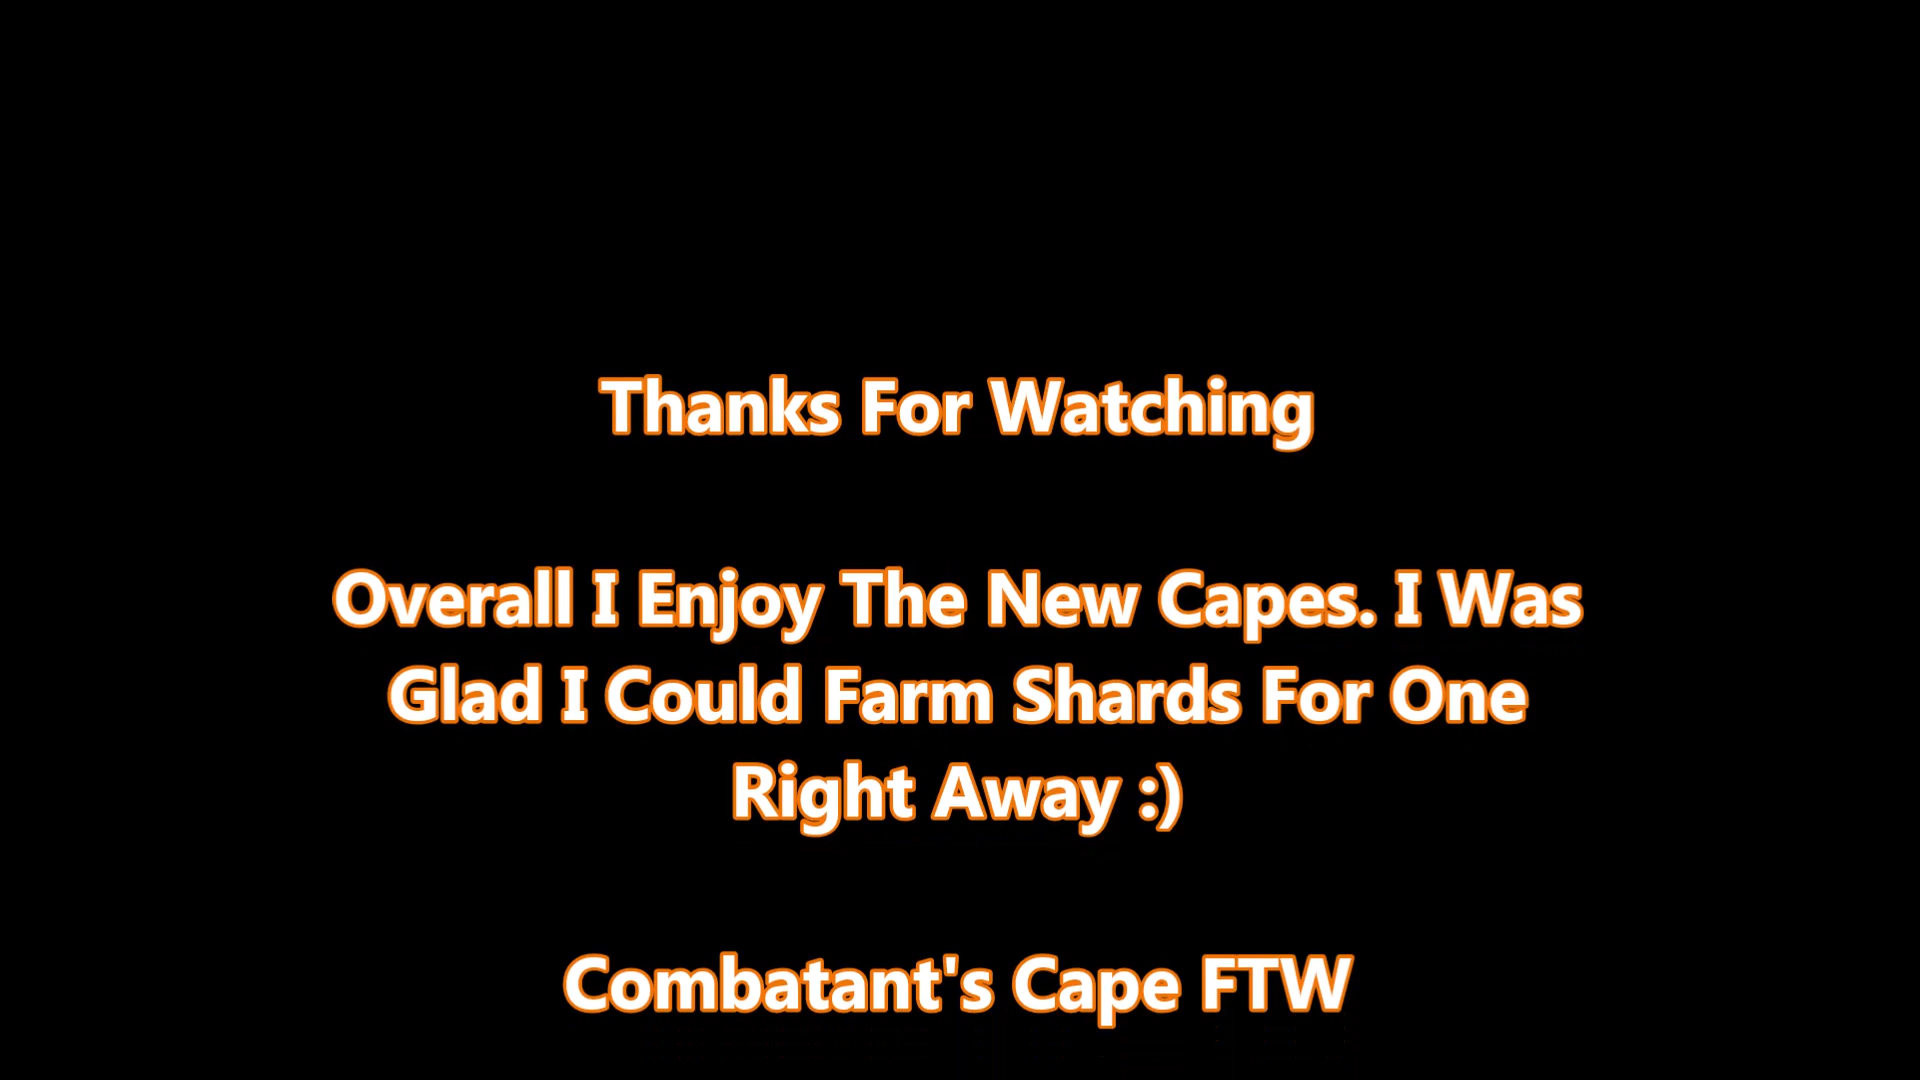 Thanks For Watching
Overall I Enjoy The New Capes. I Was
Glad I Could Farm Shards For One
Right Away :)
Combatant's Cape FTW